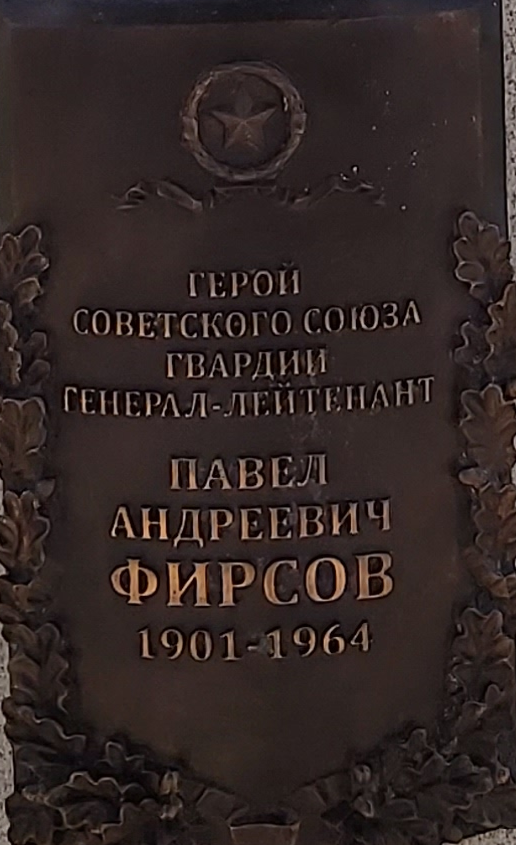 ГЕРОЙ
СОВЕТСКОГО СОЮЗА
ГВАРДИИ
ГЕНЕРАЛ-ЛЕЙТЕНАНТ
ПАВЕЛ
АНДРЕЕВИЧ
ФИРСОВ
1901-1964